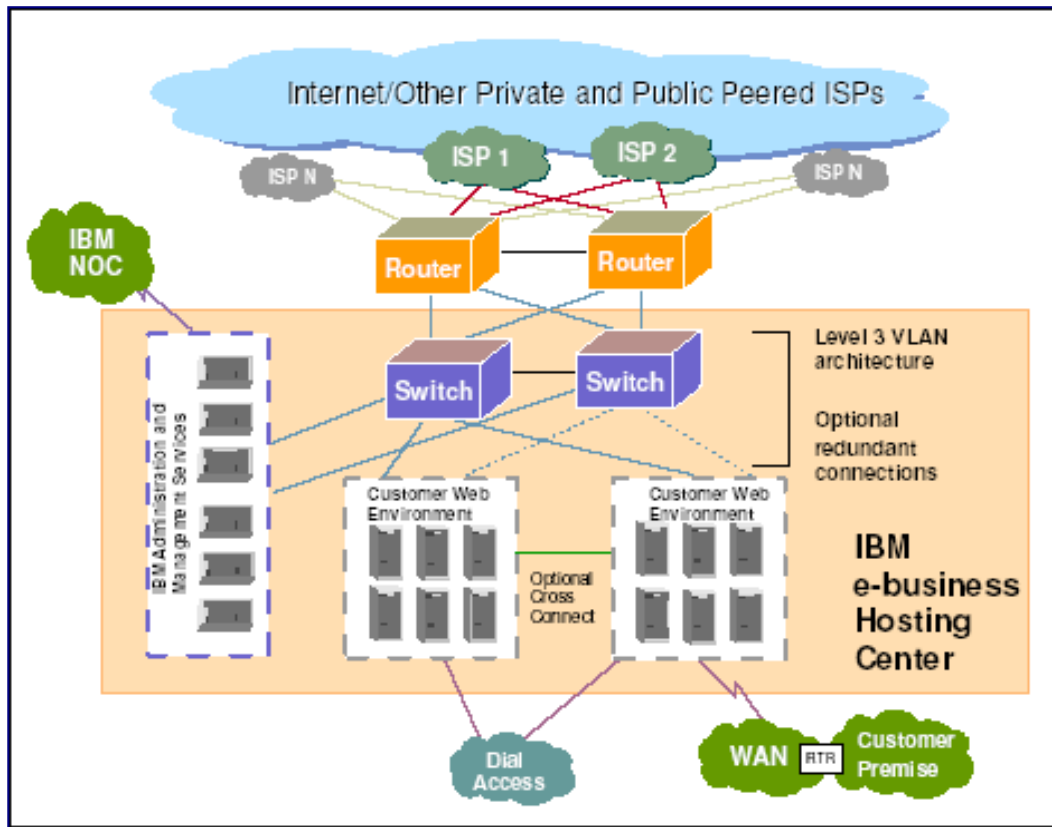 Internet/Other Private and Public Peered ISPs
ISP 1
ISP 2
ISP N
ISP N
IBM
NOC
Router
Router
Level 3 VLAN
architecture
Switch
Switch
Optional
redundant
connections
IBM Administration and
Management Services
Customer Web
Environment
Customer Web
Environment
Optional
Cross
Connect
IBM
e-business
Hosting
Center
Dial
Access
WAN
RTR
Customer
Premise